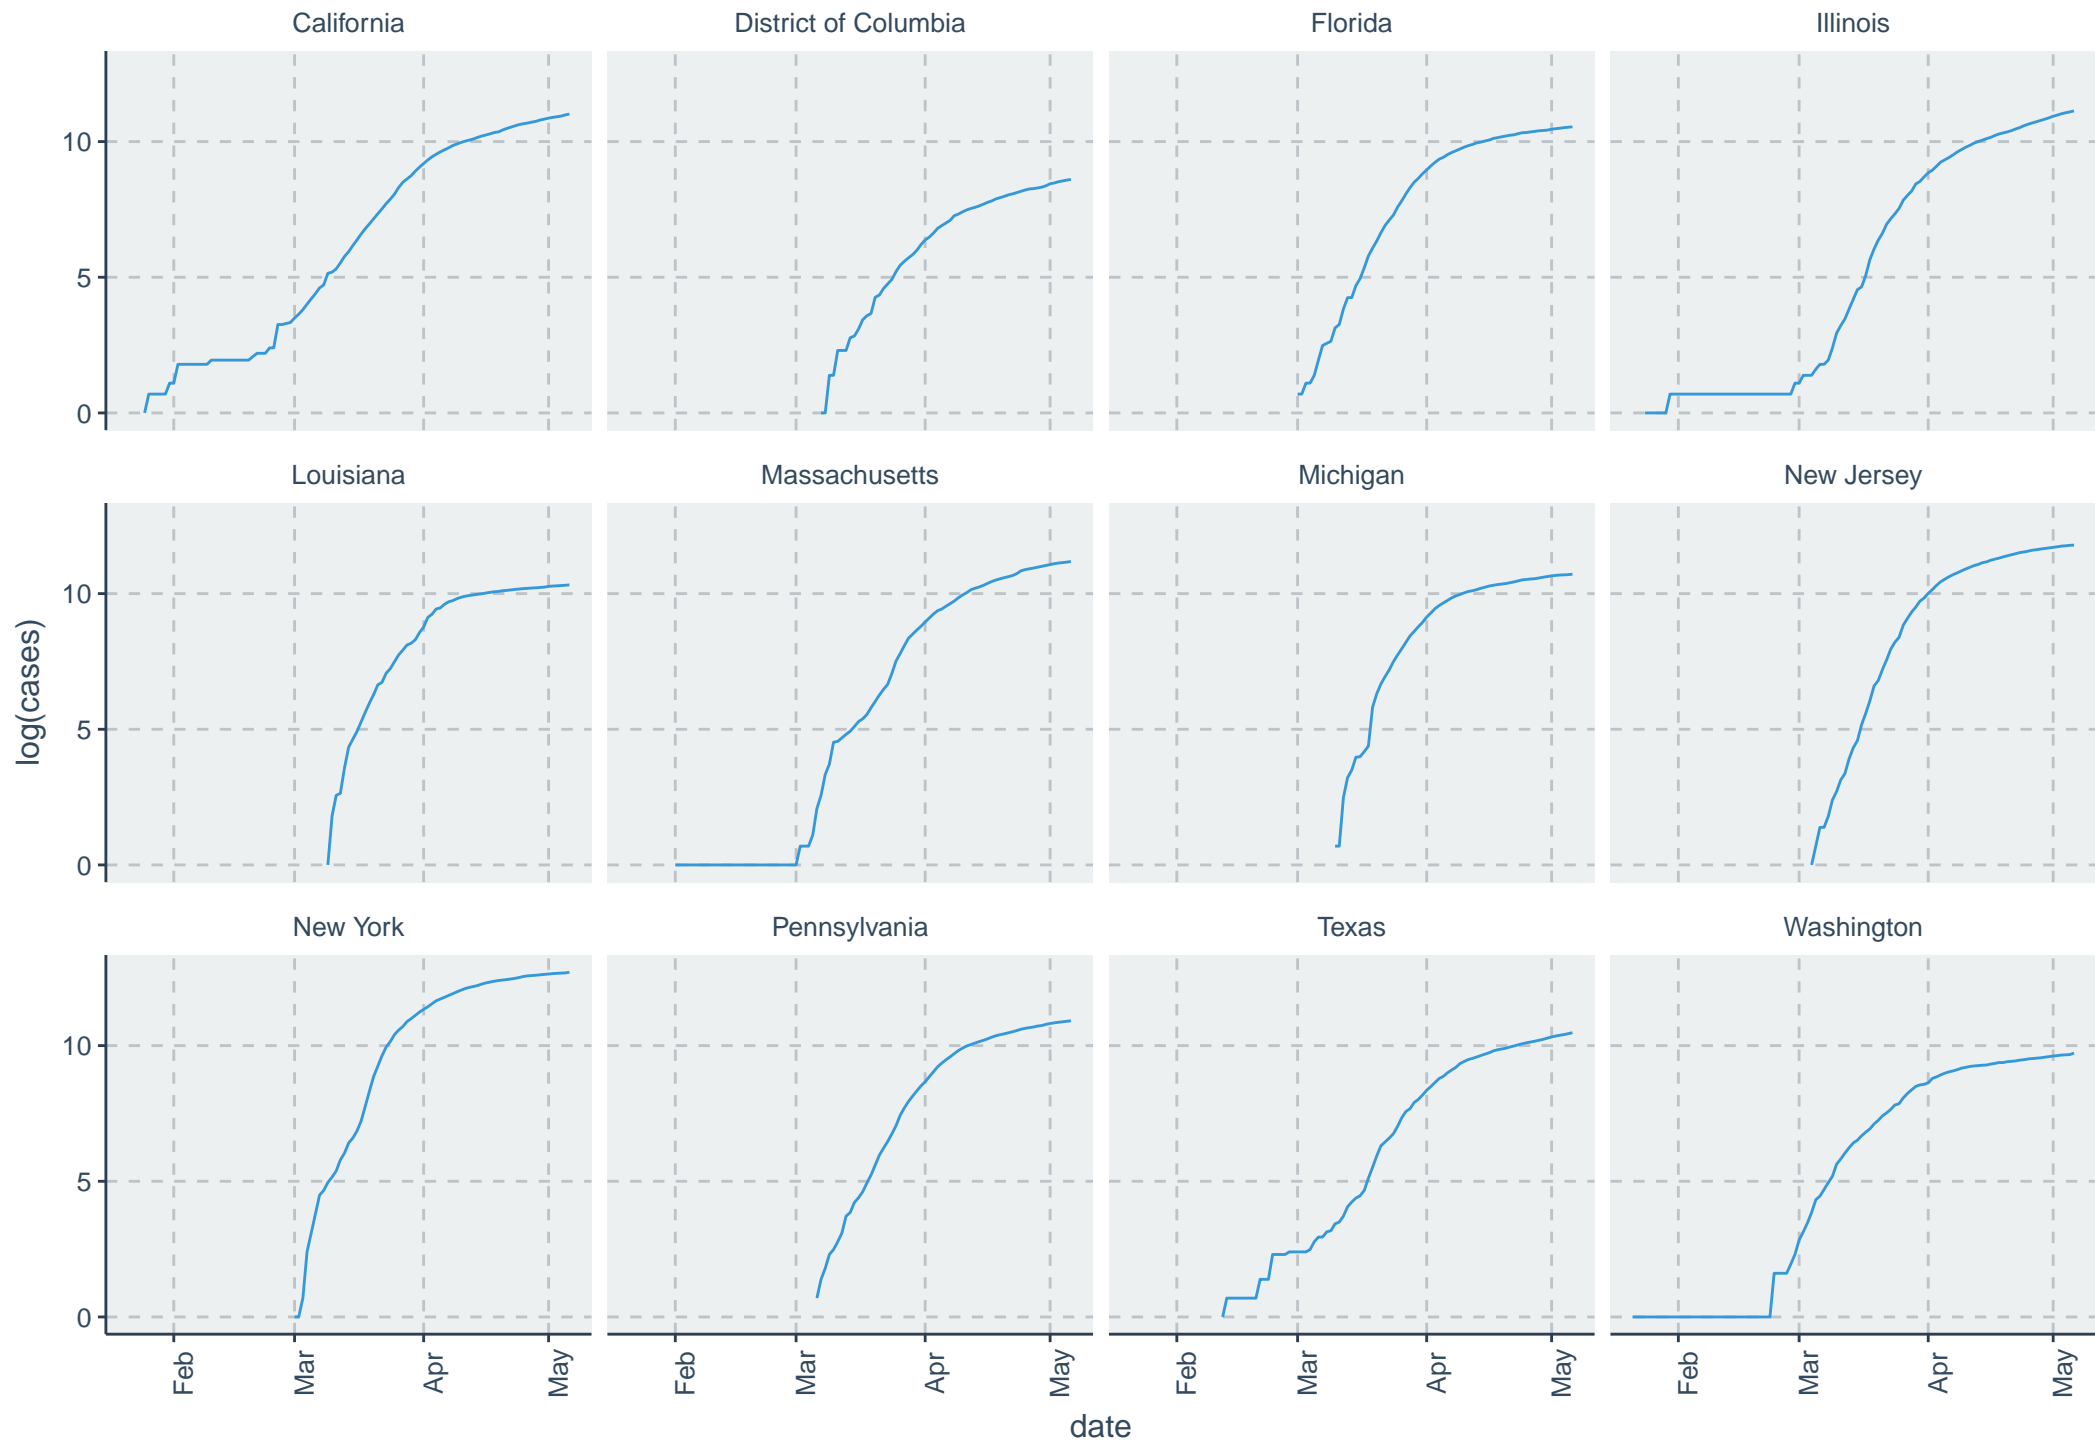 California
District of Columbia
Florida
Illinois
10
5
0
Louisiana
Massachusetts
Michigan
New Jersey
10
5
0
log(cases)
New York
Pennsylvania
Texas
Washington
10
5
0
Feb
Mar
Apr
May
Feb
Mar
Apr
May
Feb
Mar
Apr
May
Feb
Mar
Apr
May
date